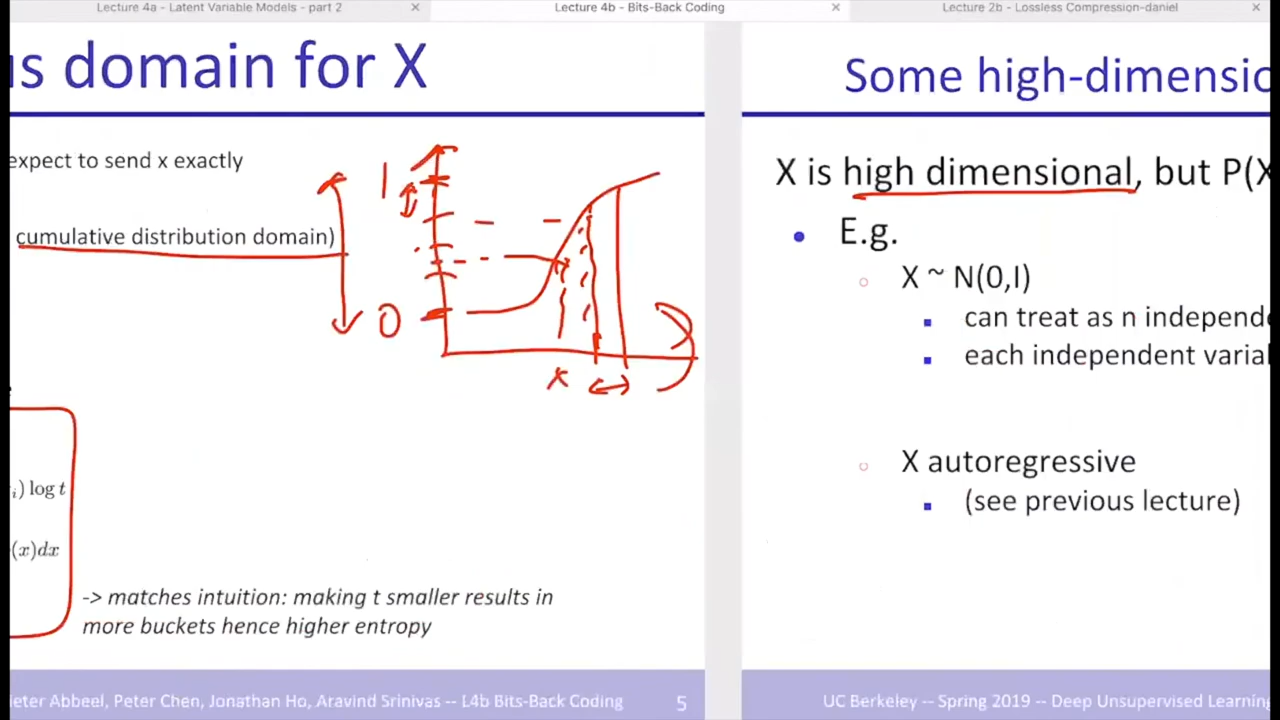 Lecture 4a - Latent Variable Models - part 2
Lecture 4b - Bits-Back Coding
Lecture 2b - Lossless Compression-daniel
us domain for X
expect to send x exactly
cumulative distribution domain)
1
0
x
log t
(x)dx
-> matches intuition: making t smaller results in
more buckets hence higher entropy
ieter Abbeel, Peter Chen, Jonathan Ho, Aravind Srinivas -- L4b Bits-Back Coding
5
Some high-dimensio
X is high dimensional, but P(X
• E.g.
○ X ~ N(0,I)
▪ can treat as n independe
▪ each independent varia
○ X autoregressive
▪ (see previous lecture)
UC Berkeley -- Spring 2019 -- Deep Unsupervised Learning